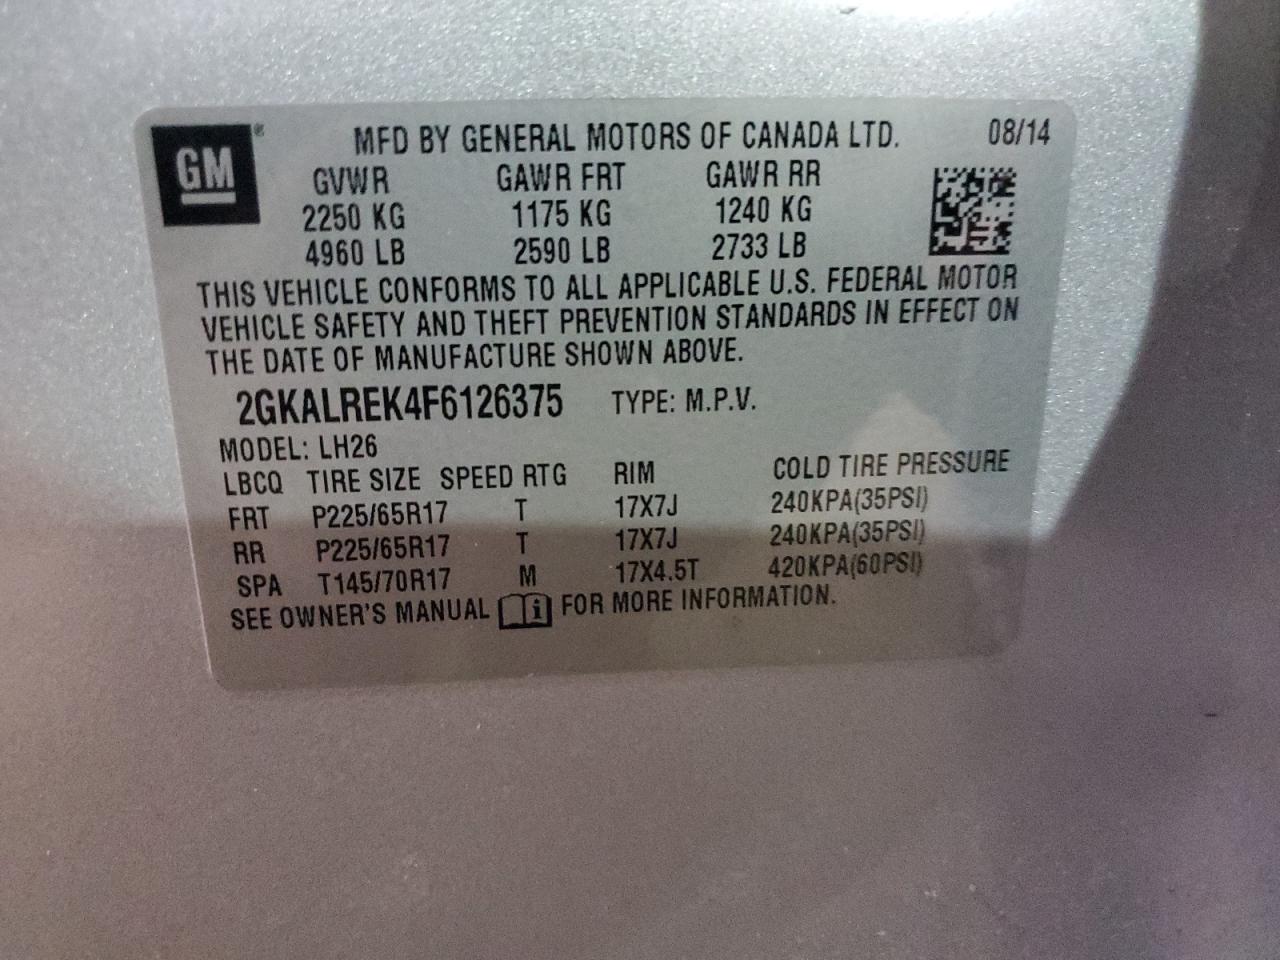 GM®
MFD BY GENERAL MOTORS OF CANADA LTD. 08/14
GVWR GAWR FRT GAWR RR
2250 KG 1175 KG 1240 KG
4960 LB 2590 LB 2733 LB
THIS VEHICLE CONFORMS TO ALL APPLICABLE U.S. FEDERAL MOTOR
VEHICLE SAFETY AND THEFT PREVENTION STANDARDS IN EFFECT ON
THE DATE OF MANUFACTURE SHOWN ABOVE.
2GKALREK4F6126375 TYPE: M.P.V.
MODEL: LH26
LBCQ TIRE SIZE SPEED RTG RIM COLD TIRE PRESSURE
FRT P225/65R17 T 17X7J 240KPA(35PSI)
RR P225/65R17 T 17X7J 240KPA(35PSI)
SPA T145/70R17 M 17X4.5T 420KPA(60PSI)
SEE OWNER'S MANUAL i FOR MORE INFORMATION.